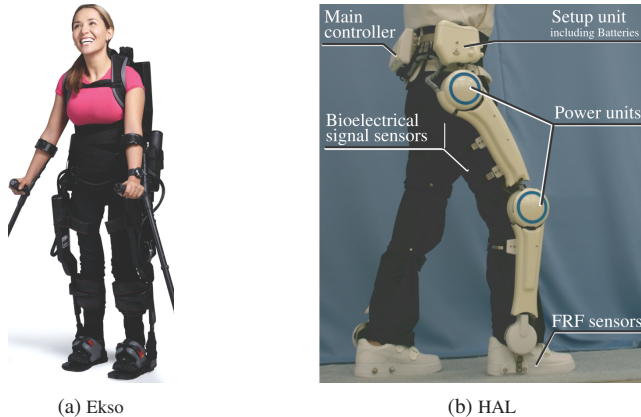 Main
controller
Setup unit
including Batteries
Bioelectrical
signal sensors
Power units
FRF sensors
(a) Ekso
(b) HAL